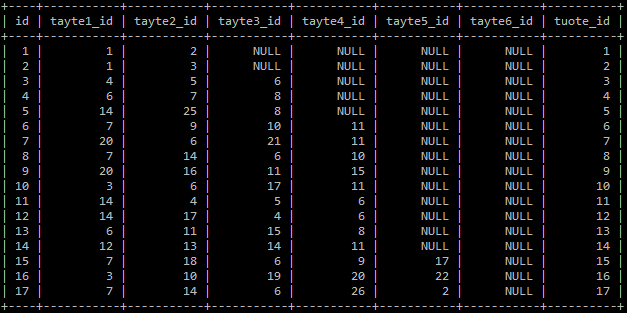 +----+-----------+-----------+-----------+-----------+-----------+-----------+----------+
| id | tayte1_id | tayte2_id | tayte3_id | tayte4_id | tayte5_id | tayte6_id | tuote_id |
+----+-----------+-----------+-----------+-----------+-----------+-----------+----------+
| 1 | 1 | 2 | NULL | NULL | NULL | NULL | 1 |
| 2 | 1 | 3 | NULL | NULL | NULL | NULL | 2 |
| 3 | 4 | 5 | 6 | NULL | NULL | NULL | 3 |
| 4 | 6 | 7 | 8 | NULL | NULL | NULL | 4 |
| 5 | 14 | 25 | 8 | NULL | NULL | NULL | 5 |
| 6 | 7 | 9 | 10 | 11 | NULL | NULL | 6 |
| 7 | 20 | 6 | 21 | 11 | NULL | NULL | 7 |
| 8 | 7 | 14 | 6 | 10 | NULL | NULL | 8 |
| 9 | 20 | 16 | 11 | 15 | NULL | NULL | 9 |
| 10 | 3 | 6 | 17 | 11 | NULL | NULL | 10 |
| 11 | 14 | 4 | 5 | 6 | NULL | NULL | 11 |
| 12 | 14 | 17 | 4 | 6 | NULL | NULL | 12 |
| 13 | 6 | 11 | 15 | 8 | NULL | NULL | 13 |
| 14 | 12 | 13 | 14 | 11 | NULL | NULL | 14 |
| 15 | 7 | 18 | 6 | 9 | 17 | NULL | 15 |
| 16 | 3 | 10 | 19 | 20 | 22 | NULL | 16 |
| 17 | 7 | 14 | 6 | 26 | 2 | NULL | 17 |
+----+-----------+-----------+-----------+-----------+-----------+-----------+----------+